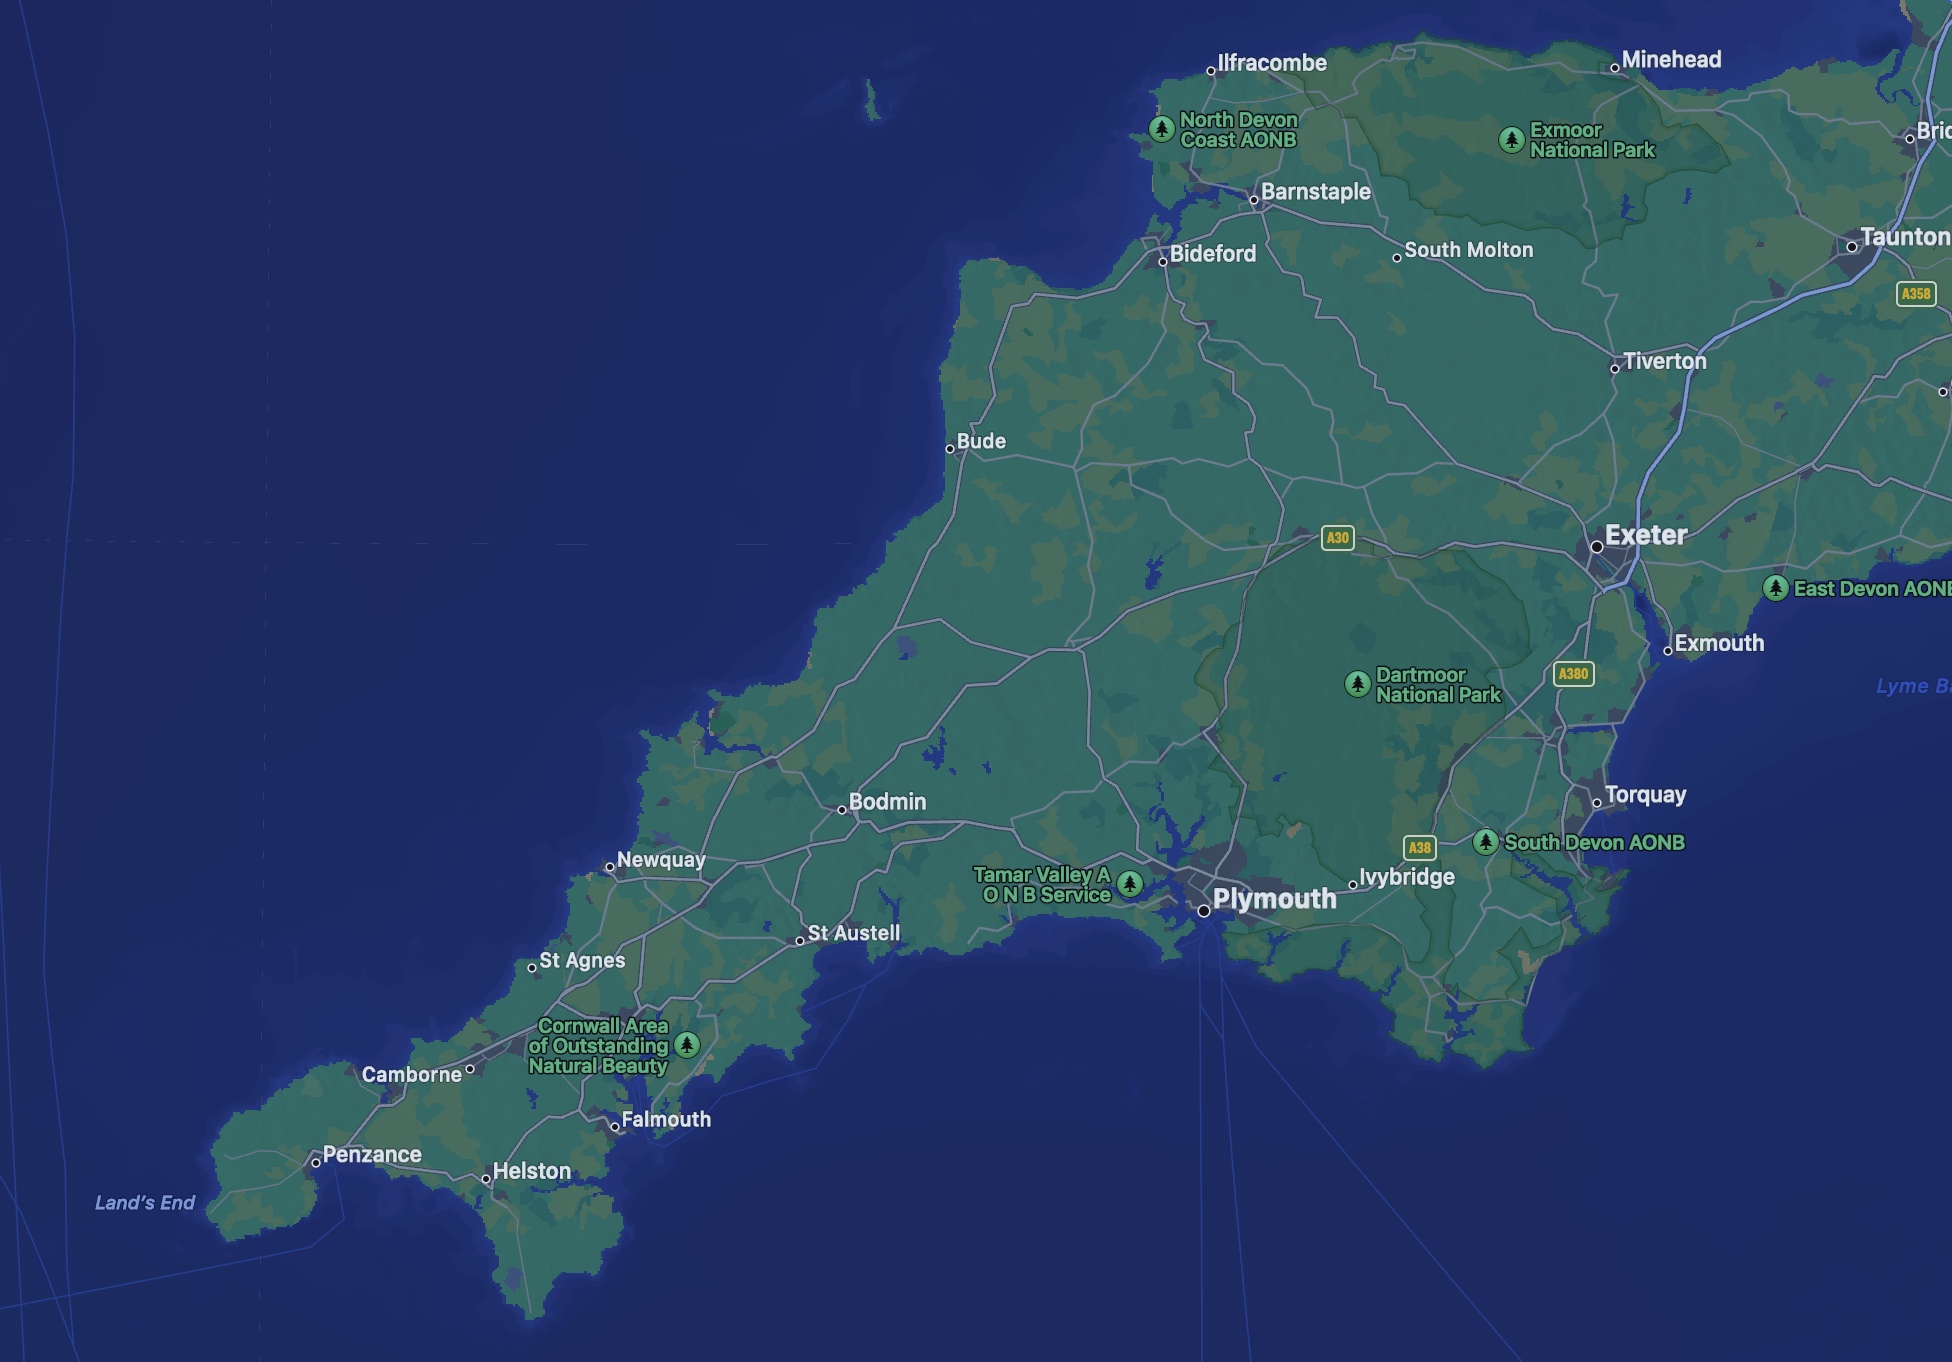 Ilfracombe
Minehead
North Devon
Coast AONB
Exmoor
National Park
Barnstaple
Bideford
South Molton
Taunton
A358
Tiverton
Bude
A30
Exeter
East Devon AON
Exmouth
A380
Dartmoor
National Park
Lyme
Torquay
Bodmin
South Devon AONB
A38
Newquay
Tamar Valley A
O N B Service
Ivybridge
Plymouth
St Austell
St Agnes
Cornwall Area
of Outstanding
Natural Beauty
Camborne
Falmouth
Penzance
Helston
Land's End